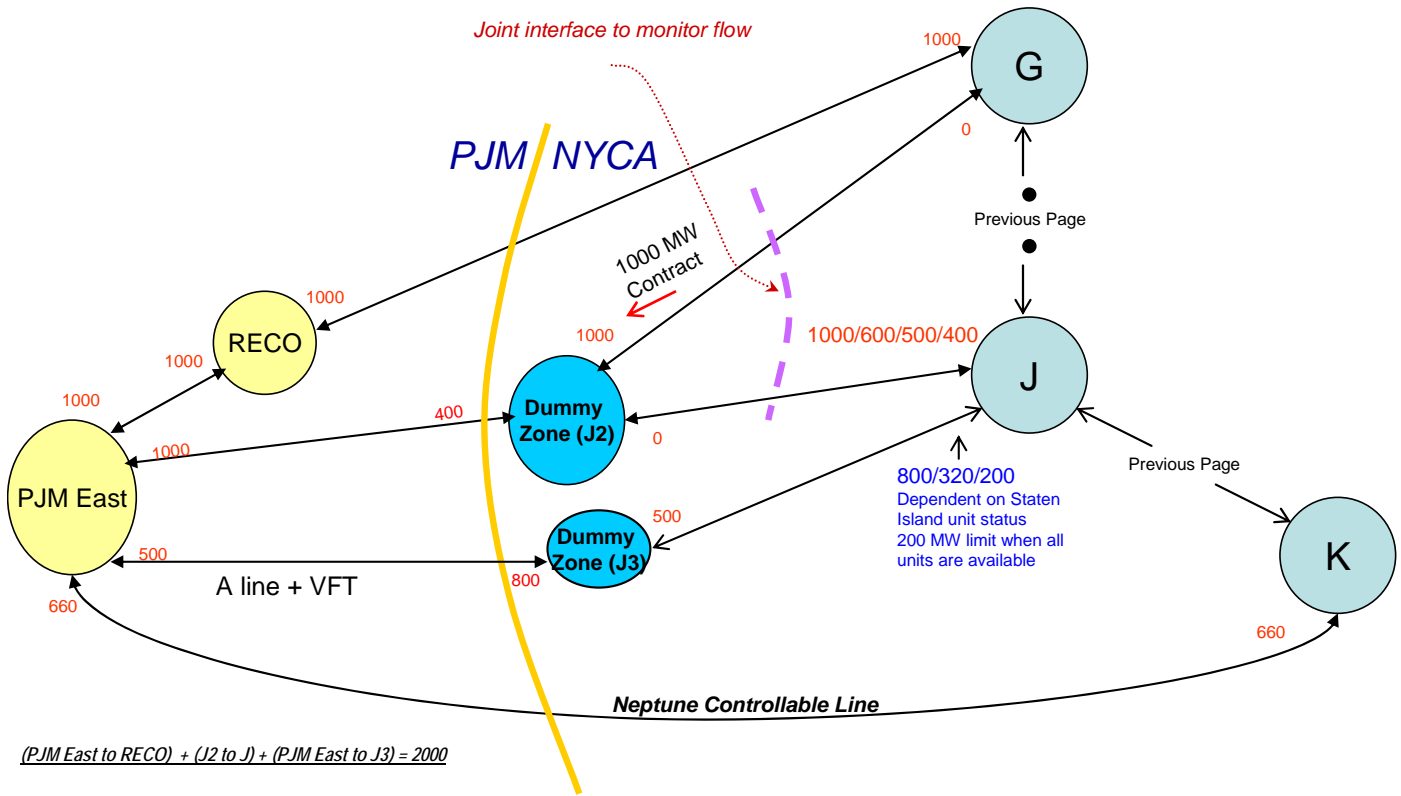 Joint interface to monitor flow
1000
G
0
PJM NYCA
Previous Page
1000 MW
Contract
1000
RECO
1000
1000
1000/600/500/400
J
1000
400
Dummy
Zone (J2)
0
1000
PJM East
800/320/200
Dependent on Staten
Island unit status
200 MW limit when all
units are available
Previous Page
500
Dummy
Zone (J3)
500
800
A line + VFT
K
660
660
Neptune Controllable Line
(PJM East to RECO) + (J2 to J) + (PJM East to J3) = 2000